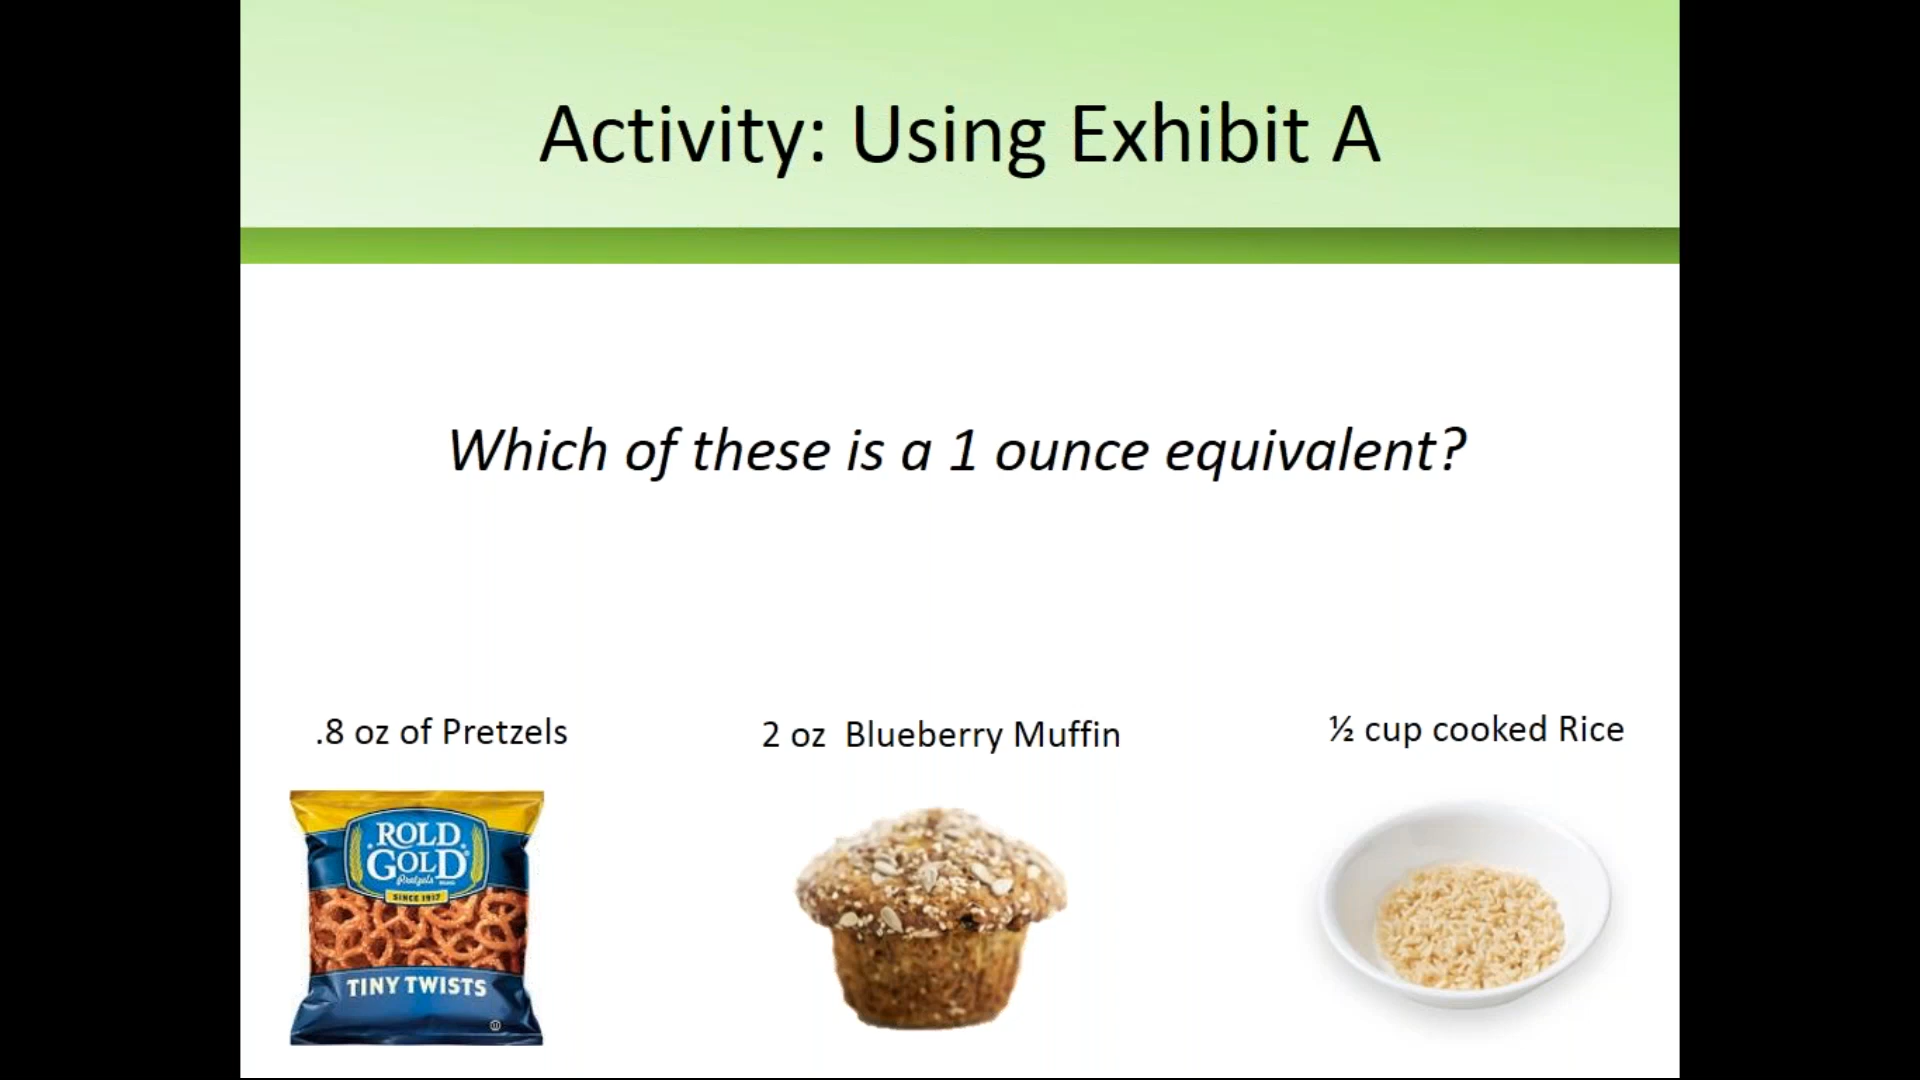 Activity: Using Exhibit A
Which of these is a 1 ounce equivalent?
.8 oz of Pretzels
2 oz Blueberry Muffin
½ cup cooked Rice
ROLD
GOLD
Pretzels
SINCE 1917
TINY TWISTS